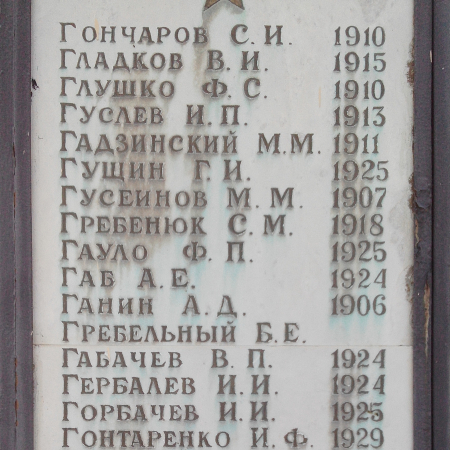 ГОНЧАРОВ С. И. 1910
ГЛАДКОВ В. И. 1915
ГЛУШКО Ф. С. 1910
ГУСЛЕВ И. П. 1913
ГАДЗИНСКИЙ М.М. 1911
ГУЩИН Г. И. 1925
ГУСЕИНОВ М. М. 1907
ГРЕБЕНЮК С. М. 1918
ГАУЛО Ф. П. 1925
ГАБ А. Е. 1924
ГАНИН А. Д. 1906
ГРЕБЕЛЬНЫЙ Б. Е.
ГАБАЧЕВ В. П. 1924
ГЕРБАЛЕВ И. И. 1924
ГОРБАЧЕВ И. И. 1925
ГОНТАРЕНКО И. Ф. 1929